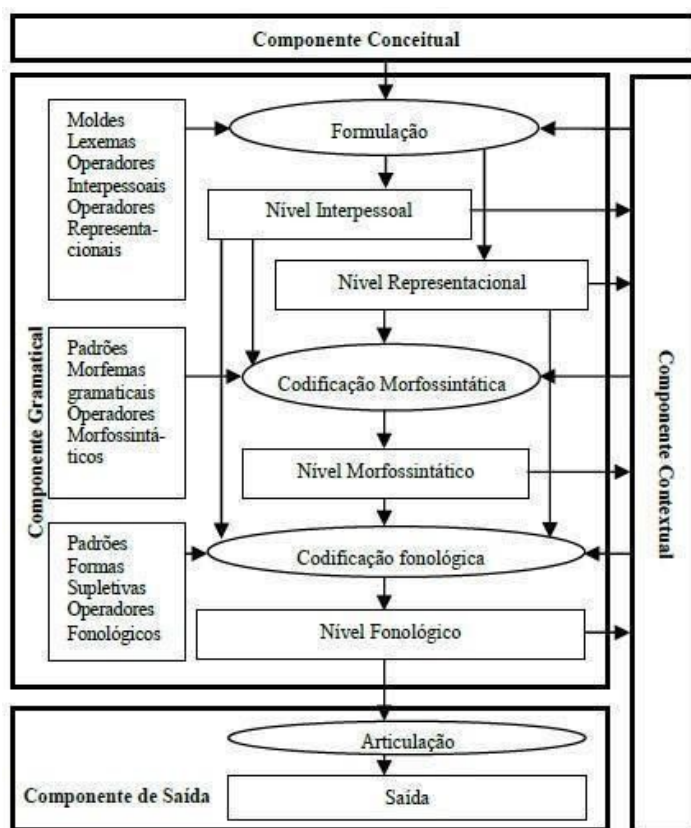 Componente Conceitual
Moldes
Lexemas
Operadores
Interpessoais
Operadores
Representa-
cionais
Formulação
Nível Interpessoal
Nível Representacional
Componente Gramatical
Padrões
Morfemas
gramaticais
Operadores
Morfossintá-
ticos
Codificação Morfossintática
Nível Morfossintático
Padrões
Formas
Supletivas
Operadores
Fonológicos
Codificação fonológica
Nível Fonológico
Componente Contextual
Articulação
Componente de Saída
Saída